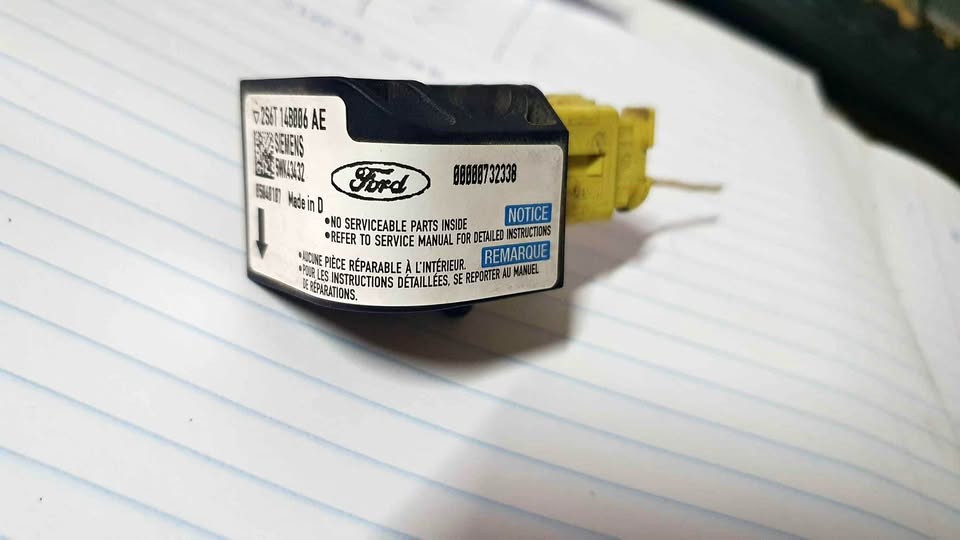 2S6T 14B006 AE
SIEMENS
5WK43432
Made in D
Ford
00000732338
NOTICE
•NO SERVICEABLE PARTS INSIDE
•REFER TO SERVICE MANUAL FOR DETAILED INSTRUCTIONS
REMARQUE
•AUCUNE PIÈCE RÉPARABLE À L'INTÉRIEUR.
•POUR LES INSTRUCTIONS DÉTAILLÉES, SE REPORTER AU MANUEL
DE RÉPARATIONS.